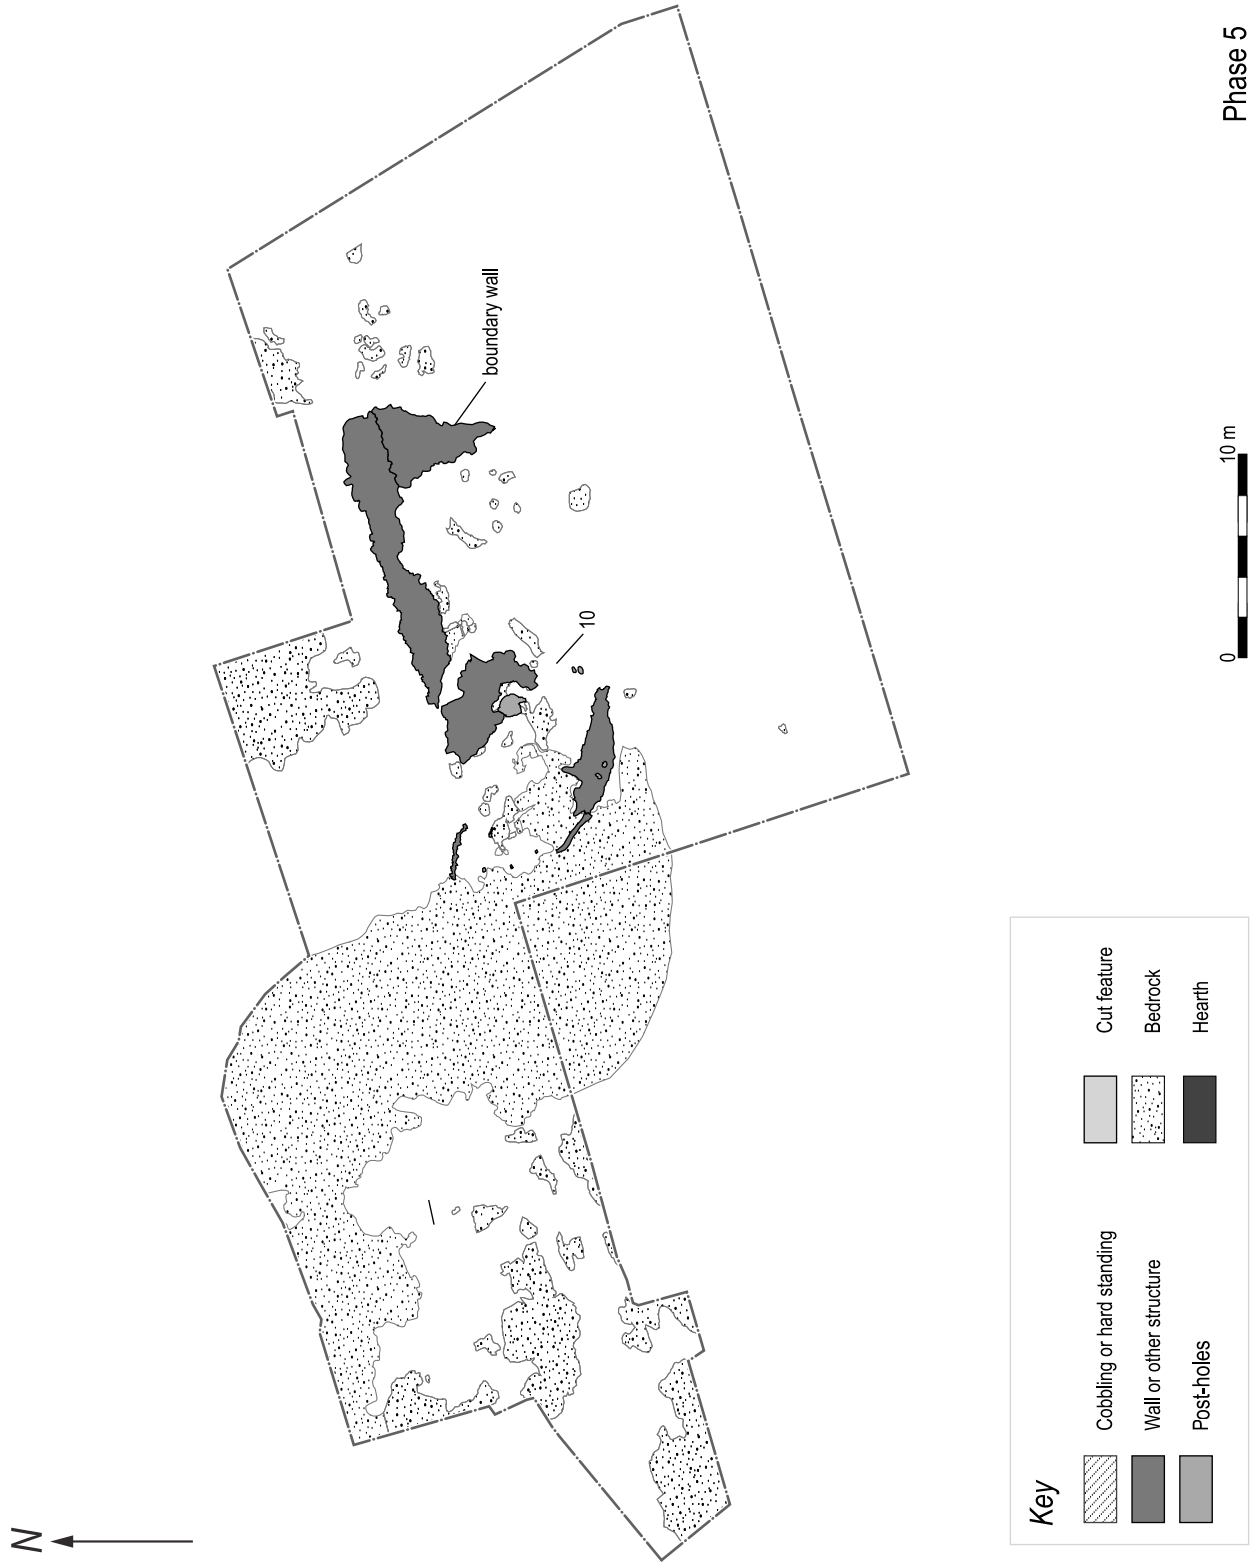 N
Phase 5
boundary wall
10
0 10 m
Key
Cobbling or hard standing
Wall or other structure
Post-holes
Cut feature
Bedrock
Hearth